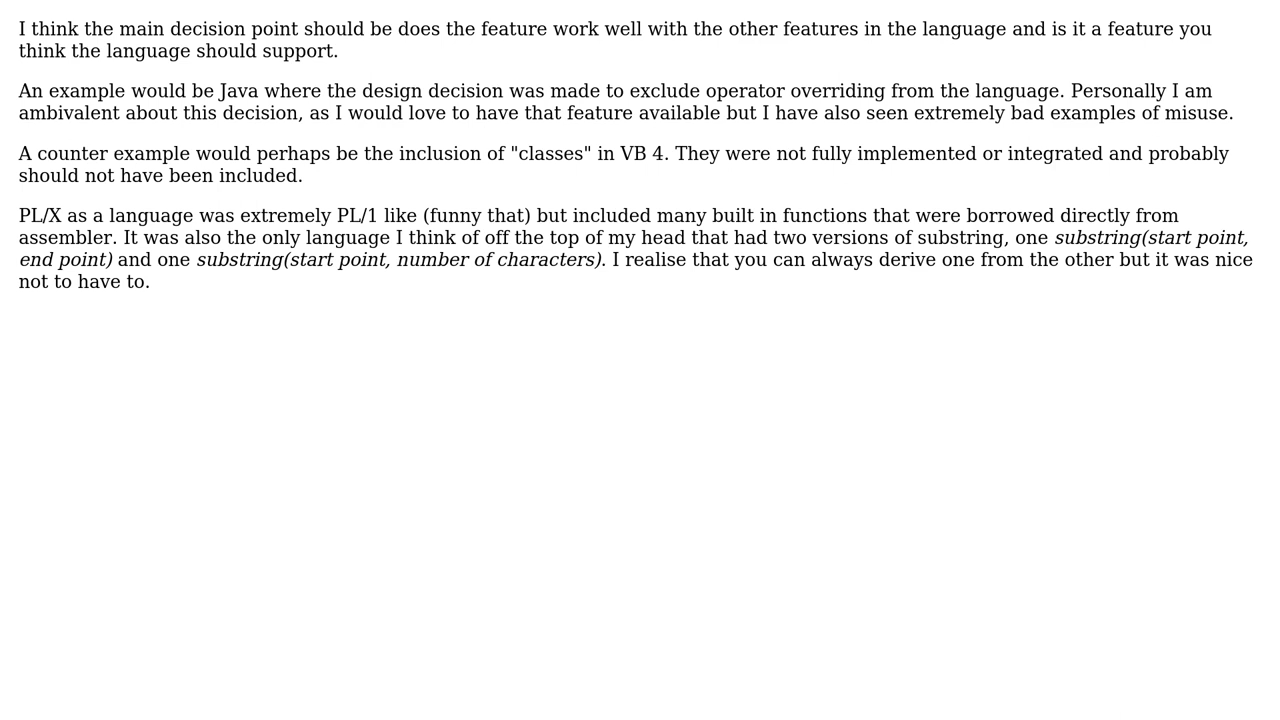 I think the main decision point should be does the feature work well with the other features in the language and is it a feature you
think the language should support.
An example would be Java where the design decision was made to exclude operator overriding from the language. Personally I am
ambivalent about this decision, as I would love to have that feature available but I have also seen extremely bad examples of misuse.
A counter example would perhaps be the inclusion of "classes" in VB 4. They were not fully implemented or integrated and probably
should not have been included.
PL/X as a language was extremely PL/1 like (funny that) but included many built in functions that were borrowed directly from
assembler. It was also the only language I think of off the top of my head that had two versions of substring, one substring(start point,
end point) and one substring(start point, number of characters). I realise that you can always derive one from the other but it was nice
not to have to.